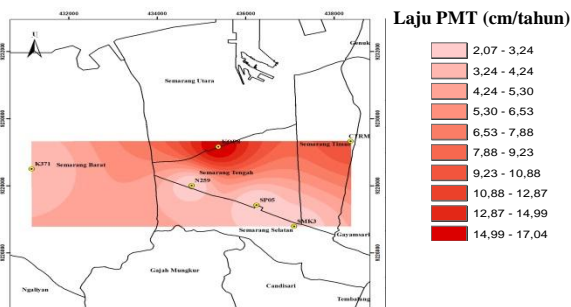 Laju PMT (cm/tahun)
432000
434000
436000
438000
U
Genuk
Semarang Utara
CTRM
Semarang Timur
K371
Semarang Barat
Semarang Tengah
N259
SP05
SMK3
Semarang Selatan
Gayamsari
Gajah Mungkur
Candisari
Ngaliyan
Tembalang
2,07 - 3,24
3,24 - 4,24
4,24 - 5,30
5,30 - 6,53
6,53 - 7,88
7,88 - 9,23
9,23 - 10,88
10,88 - 12,87
12,87 - 14,99
14,99 - 17,04